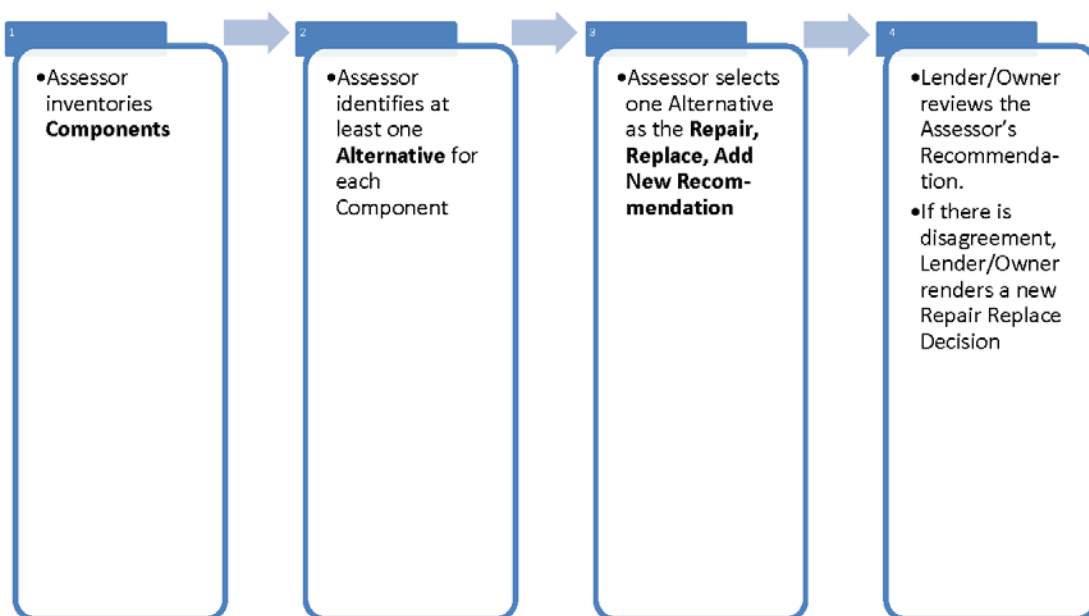 1
•Assessor
inventories
Components
2
•Assessor
identifies at
least one
Alternative for
each
Component
3
•Assessor selects
one Alternative
as the Repair,
Replace, Add
New Recom-
mendation
4
•Lender/Owner
reviews the
Assessor's
Recommenda-
tion.
•If there is
disagreement,
Lender/Owner
renders a new
Repair Replace
Decision